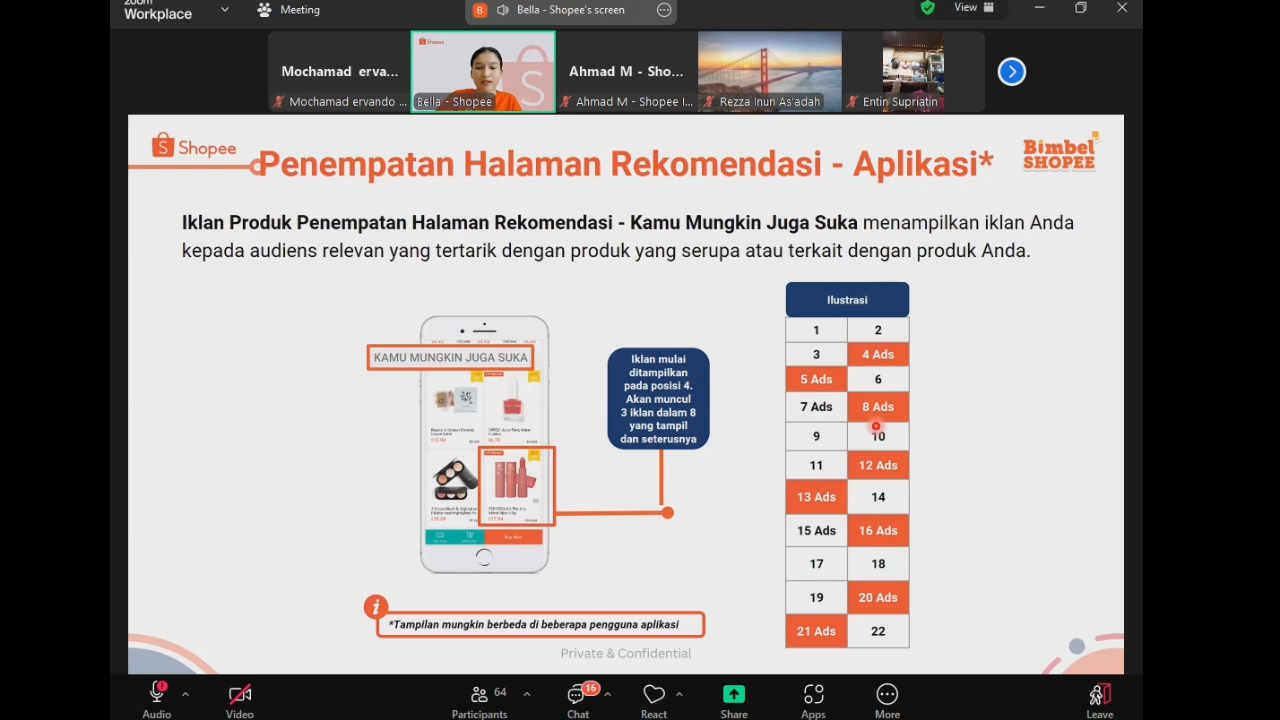 zoom
Workplace
Meeting
B
Bella - Shopee's screen
View
Mochamad erva...
Mochamad ervando ...
Shopee
Bella - Shopee
Ahmad M - Sho...
Ahmad M - Shopee I...
Rezza Inun As'adah
Entin Supriatin
Shopee
Penempatan Halaman Rekomendasi - Aplikasi*
Bimbel
SHOPEE
Iklan Produk Penempatan Halaman Rekomendasi - Kamu Mungkin Juga Suka menampilkan iklan Anda
kepada audiens relevan yang tertarik dengan produk yang serupa atau terkait dengan produk Anda.
KAMU MUNGKIN JUGA SUKA
Buy Now
Iklan mulai
ditampilkan
pada posisi 4.
Akan muncul
3 iklan dalam 8
yang tampil
dan seterusnya
Ilustrasi
1 2
3 4 Ads
5 Ads 6
7 Ads 8 Ads
9 10
11 12 Ads
13 Ads 14
15 Ads 16 Ads
17 18
19 20 Ads
21 Ads 22
i
*Tampilan mungkin berbeda di beberapa pengguna aplikasi
Private & Confidential
Audio
Video
64
Participants
16
Chat
React
Share
Apps
More
Leave